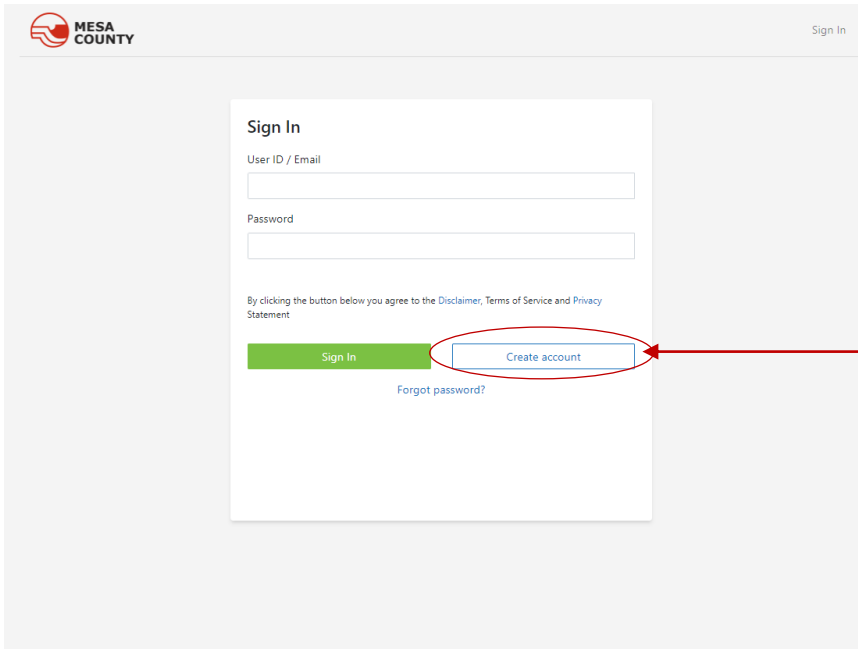 MESA
COUNTY
Sign In
Sign In
User ID / Email
Password
By clicking the button below you agree to the Disclaimer, Terms of Service and Privacy
Statement
Sign In
Create account
Forgot password?